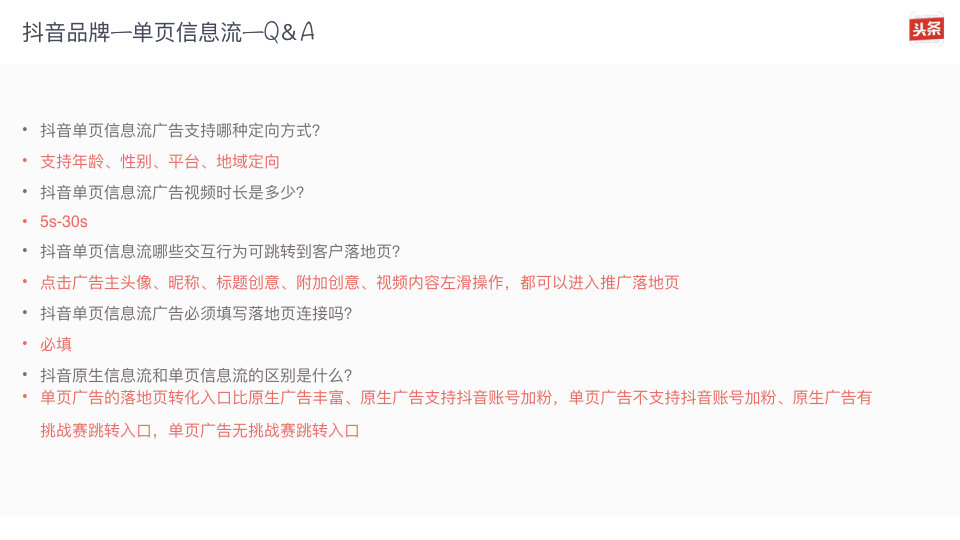 抖音品牌—单页信息流—Q&A
头条
• 抖音单页信息流广告支持哪种定向方式?
• 支持年龄、性别、平台、地域定向
• 抖音单页信息流广告视频时长是多少?
• 5s-30s
• 抖音单页信息流哪些交互行为可跳转到客户落地页?
• 点击广告主头像、昵称、标题创意、附加创意、视频内容左滑操作，都可以进入推广落地页
• 抖音单页信息流广告必须填写落地页连接吗?
• 必填
• 抖音原生信息流和单页信息流的区别是什么?
• 单页广告的落地页转化入口比原生广告丰富、原生广告支持抖音账号加粉，单页广告不支持抖音账号加粉、原生广告有
挑战赛跳转入口，单页广告无挑战赛跳转入口